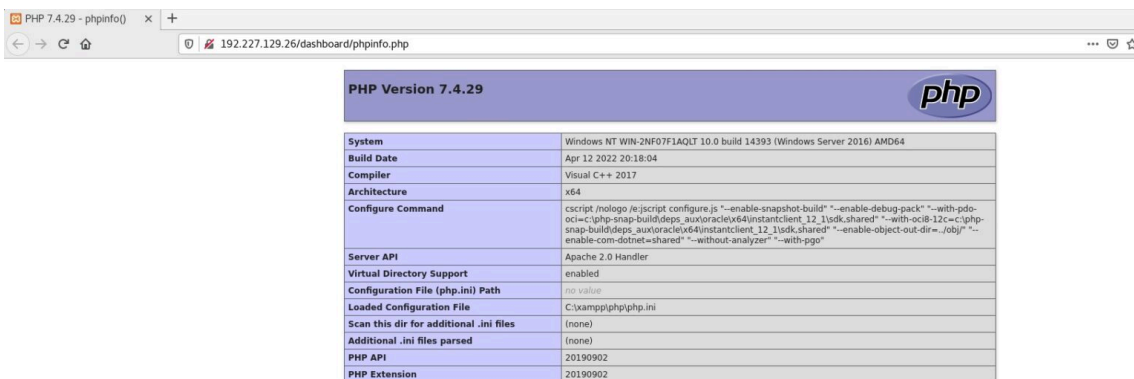 PHP 7.4.29 - phpinfo()
192.227.129.26/dashboard/phpinfo.php
PHP Version 7.4.29
php
System Windows NT WIN-2NF07F1AQLT 10.0 build 14393 (Windows Server 2016) AMD64
Build Date Apr 12 2022 20:18:04
Compiler Visual C++ 2017
Architecture x64
Configure Command cscript /nologo /e:jscript configure.js "--enable-snapshot-build" "--enable-debug-pack" "--with-pdo-
oci=c:\php-snap-build\deps_aux\oracle\x64\instantclient_12_1\sdk,shared" "--with-oci8-12c=c:\php-
snap-build\deps_aux\oracle\x64\instantclient_12_1\sdk,shared" "--enable-object-out-dir=../obj/" "--
enable-com-dotnet=shared" "--without-analyzer" "--with-pgo"
Server API Apache 2.0 Handler
Virtual Directory Support enabled
Configuration File (php.ini) Path no value
Loaded Configuration File C:\xampp\php\php.ini
Scan this dir for additional .ini files (none)
Additional .ini files parsed (none)
PHP API 20190902
PHP Extension 20190902